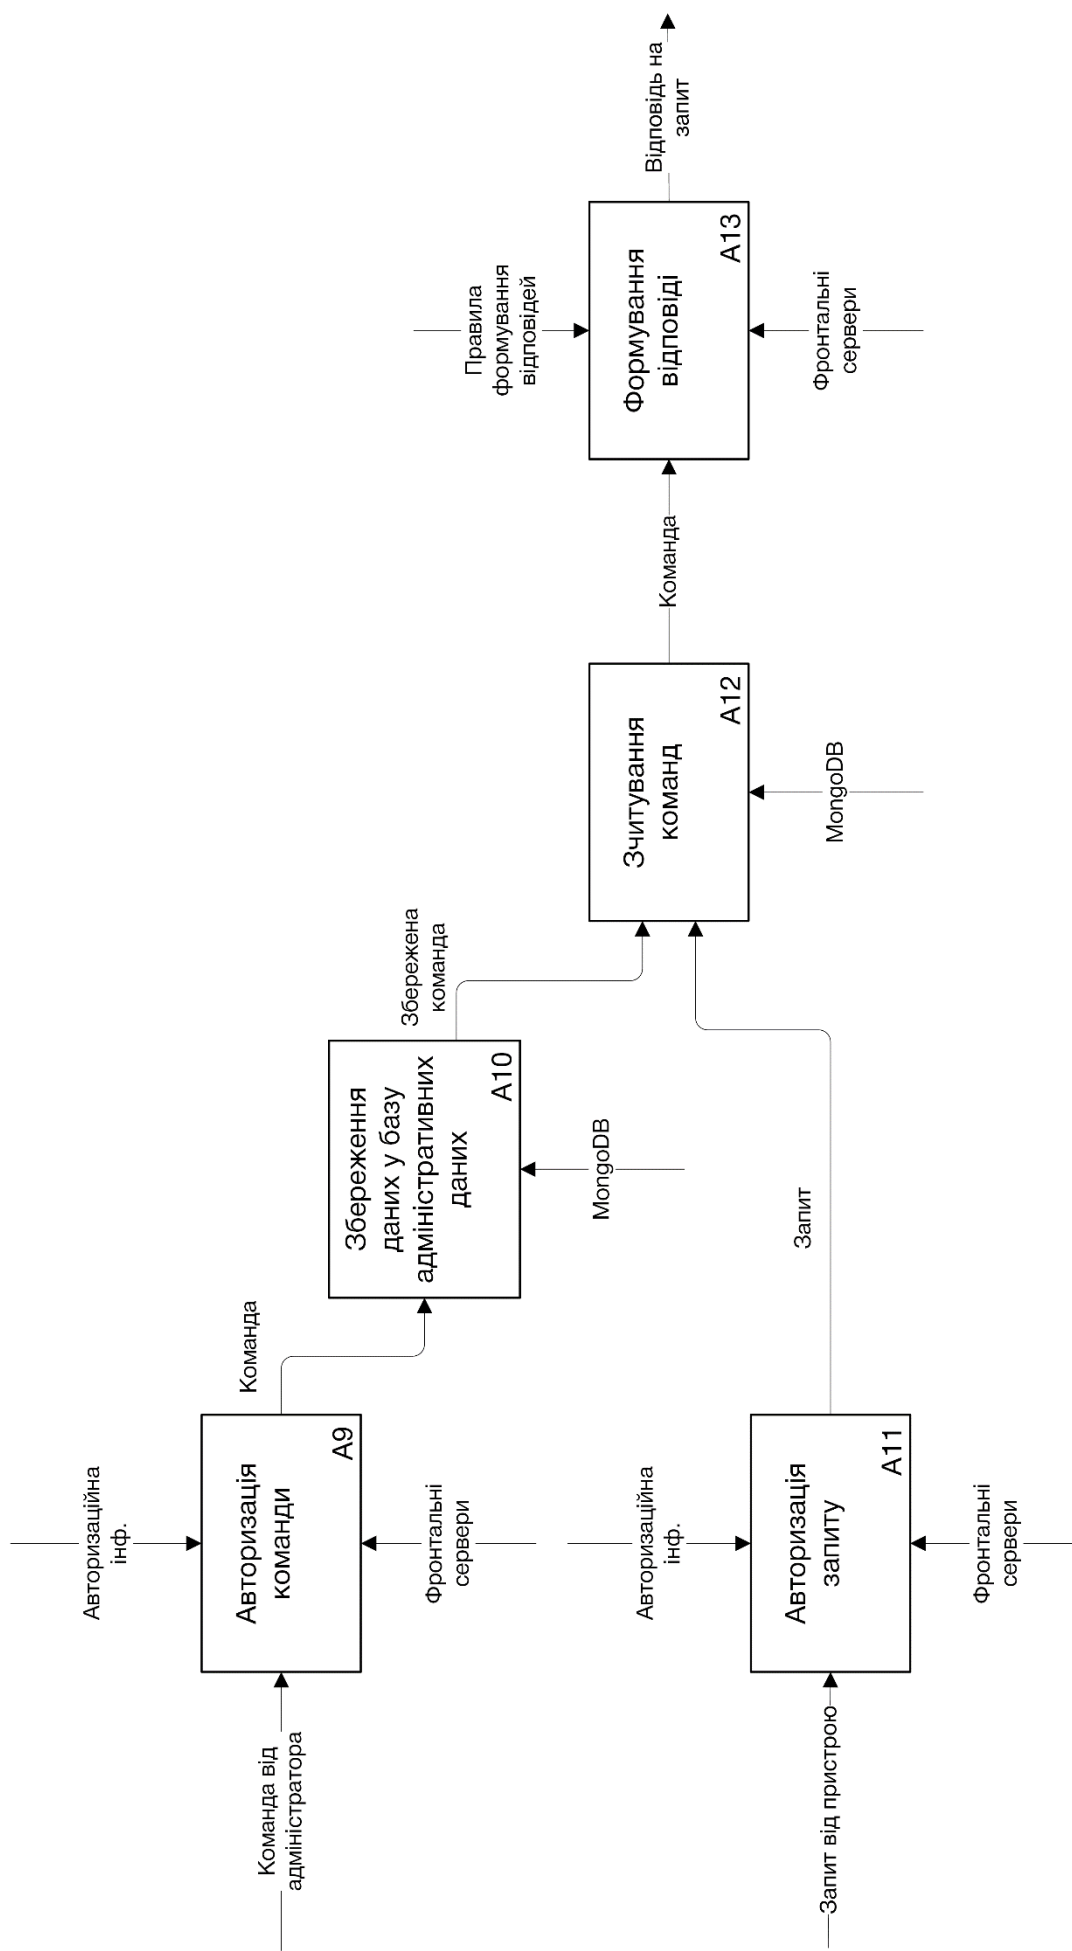 Авторизаційна
інф.
Команда від
адміністратора
Авторизація
команди
A9
Фронтальні
сервери
Команда
Збереження
даних у базу
адміністративних
даних
A10
MongoDB
Збережена
команда
Авторизаційна
інф.
Запит від пристрою
Авторизація
запиту
A11
Фронтальні
сервери
Запит
Зчитування
команд
A12
MongoDB
Команда
Правила
формування
відповідей
Формування
відповіді
A13
Фронтальні
сервери
Відповідь на
запит